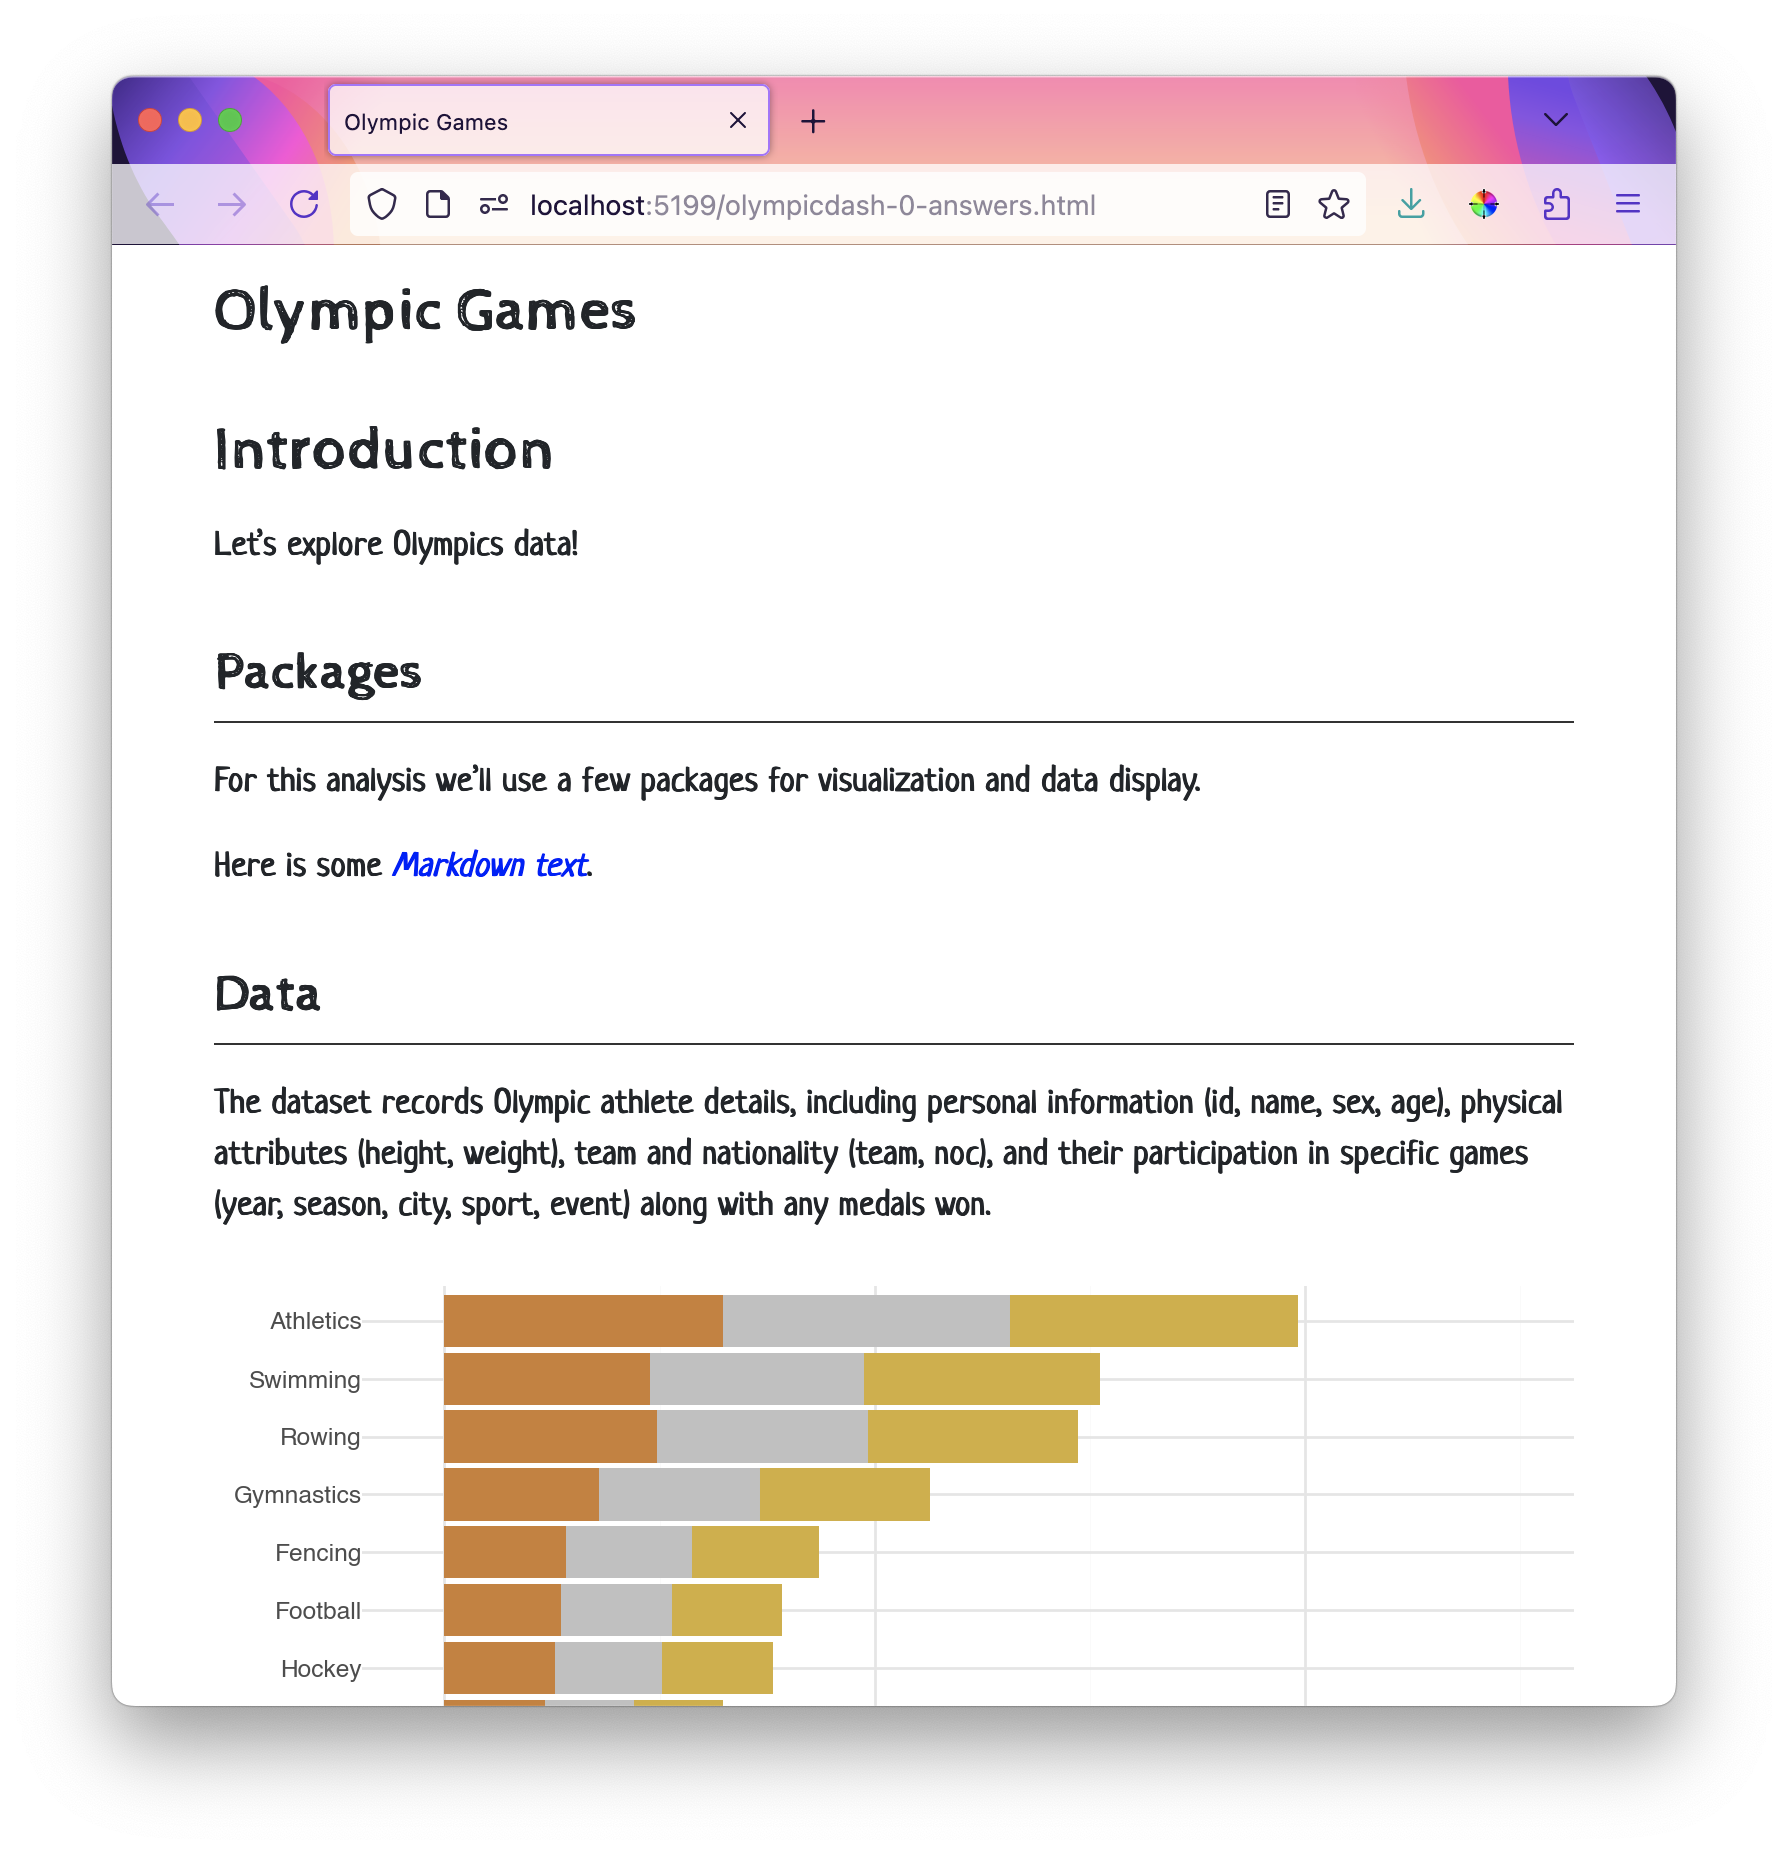 Olympic Games
localhost:5199/olympicdash-0-answers.html
Olympic Games
Introduction
Let's explore Olympics data!
Packages
For this analysis we'll use a few packages for visualization and data display.
Here is some Markdown text.
Data
The dataset records Olympic athlete details, including personal information (id, name, sex, age), physical
attributes (height, weight), team and nationality (team, noc), and their participation in specific games
(year, season, city, sport, event) along with any medals won.
Athletics
Swimming
Rowing
Gymnastics
Fencing
Football
Hockey